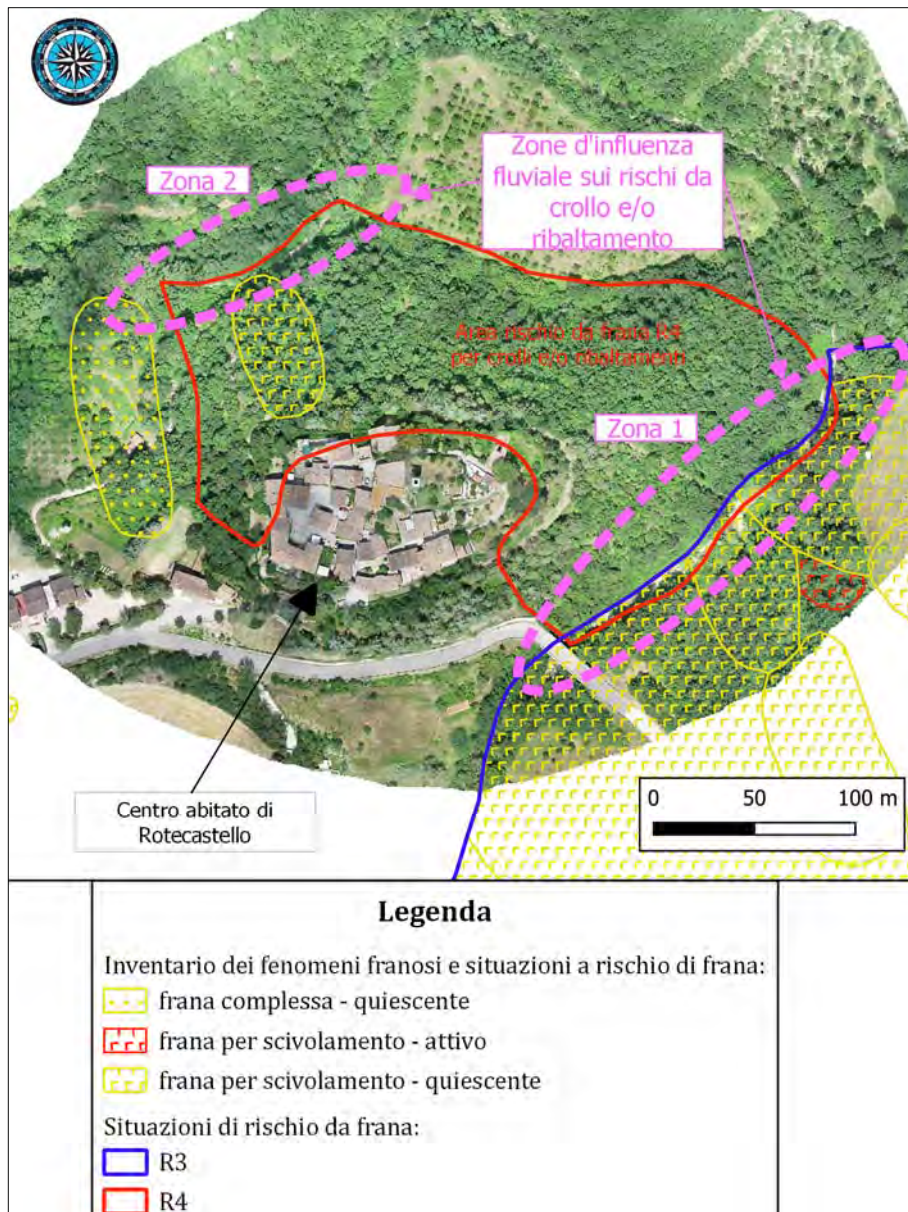 Zona 2
Zone d'influenza
fluviale sui rischi da
crollo e/o
ribaltamento
Area rischio da frana R4
per crolli e/o ribaltamenti
Zona 1
0 50 100 m
Centro abitato di
Rotecastello
Legenda
Inventario dei fenomeni franosi e situazioni a rischio di frana:
frana complessa - quiescente
frana per scivolamento - attivo
frana per scivolamento - quiescente
Situazioni di rischio da frana:
R3
R4